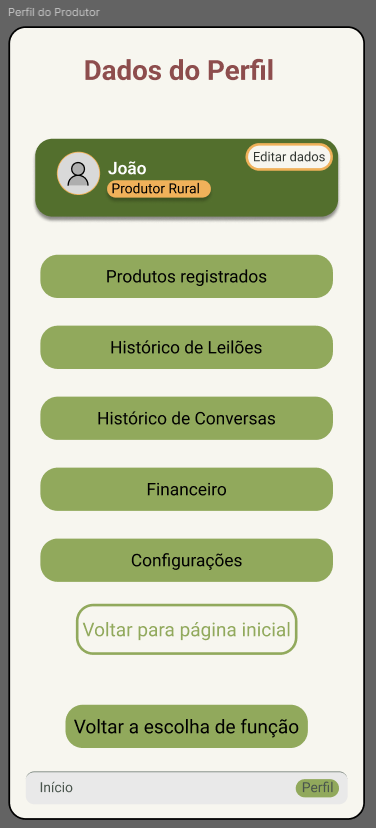 Perfil do Produtor
Dados do Perfil
Editar dados
João
Produtor Rural
Produtos registrados
Histórico de Leilões
Histórico de Conversas
Financeiro
Configurações
Voltar para página inicial
Voltar a escolha de função
Início
Perfil